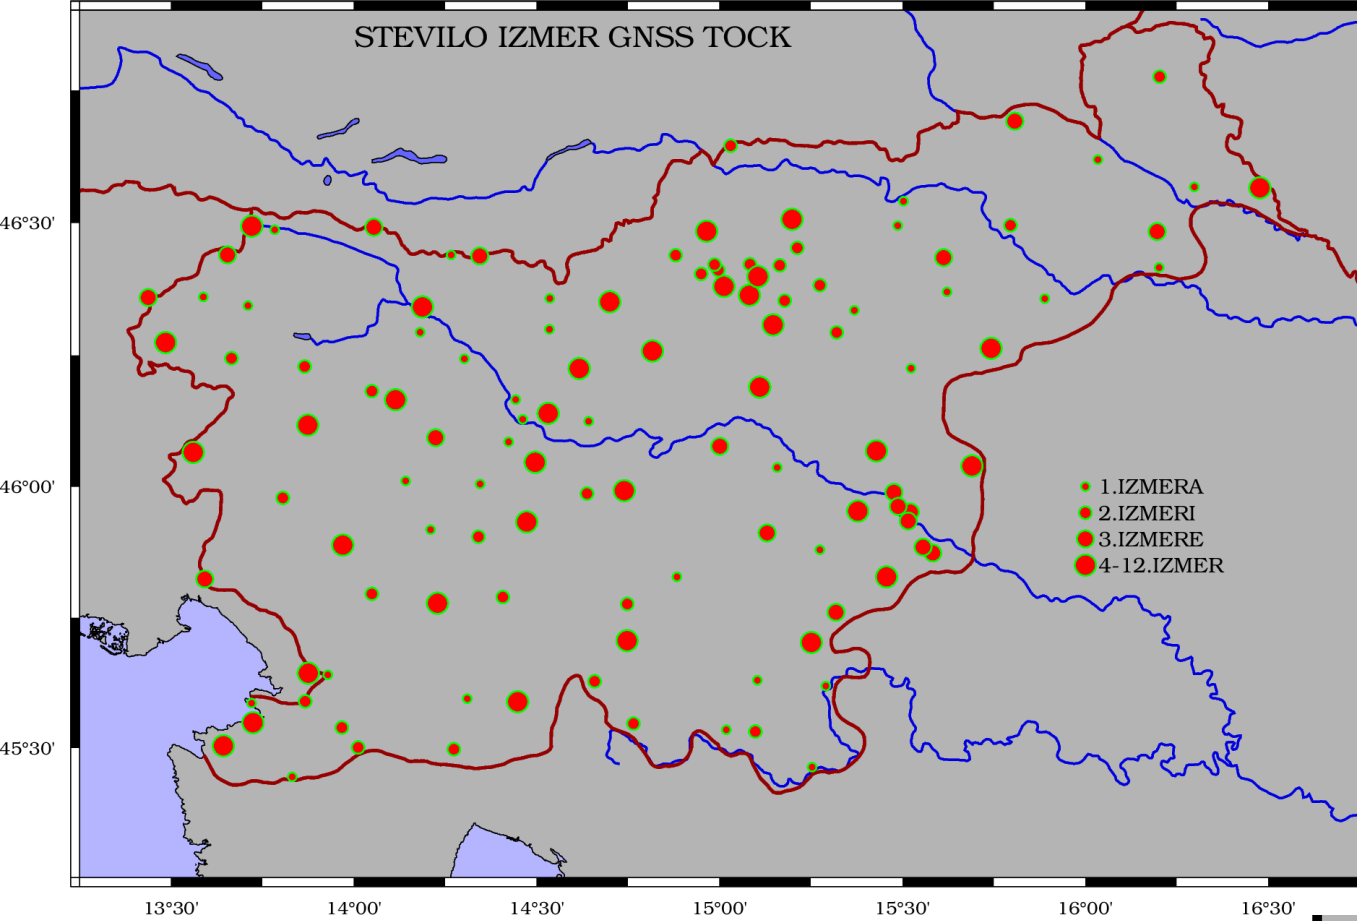 STEVILO IZMER GNSS TOCK
46°30'
46°00'
1.IZMERA
2.IZMERI
3.IZMERE
4-12.IZMER
45°30'
13°30' 14°00' 14°30' 15°00' 15°30' 16°00' 16°30'